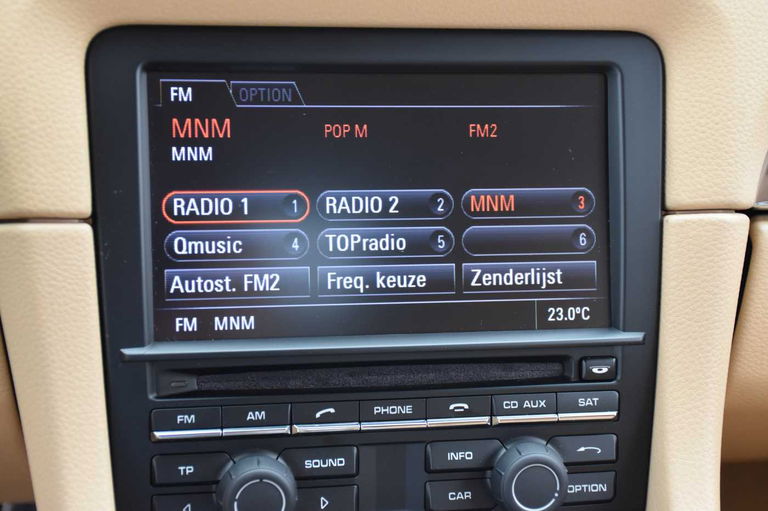 FM OPTION
MNM POP M FM2
MNM
RADIO 1 1 RADIO 2 2 MNM 3
Qmusic 4 TOPradio 5 6
Autost. FM2 Freq. keuze Zenderlijst
FM MNM 23.0ºC
FM AM PHONE CD AUX SAT
TP SOUND INFO
CAR OPTION